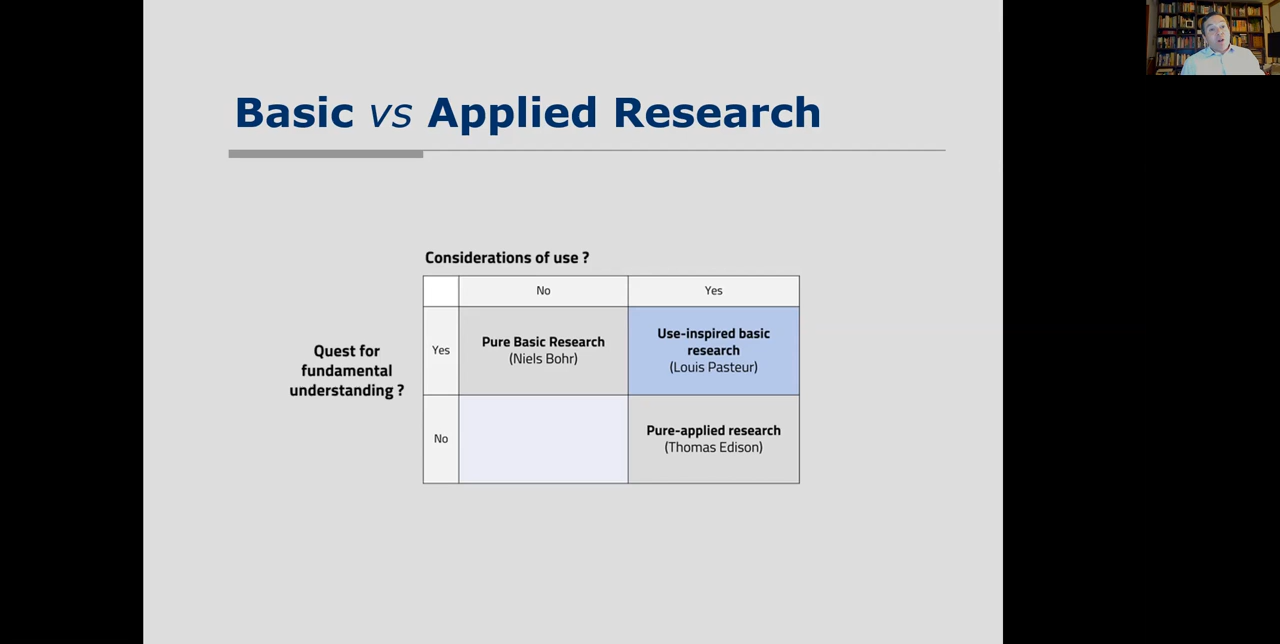 Basic vs Applied Research
Considerations of use ?
No
Yes
Quest for
fundamental
understanding ?
Yes
Pure Basic Research
(Niels Bohr)
Use-inspired basic
research
(Louis Pasteur)
No
Pure-applied research
(Thomas Edison)